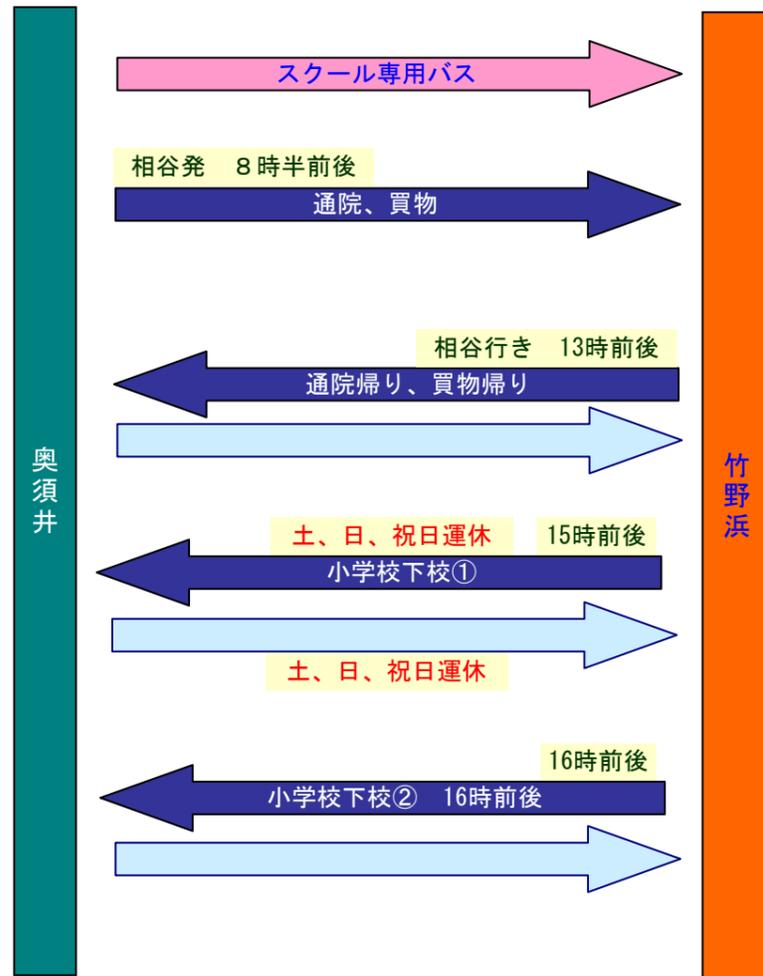 スクール専用バス
相谷発　８時半前後
通院、買物
相谷行き　13時前後
通院帰り、買物帰り
奥須井
竹野浜
土、日、祝日運休
15時前後
小学校下校①
土、日、祝日運休
16時前後
小学校下校②　16時前後